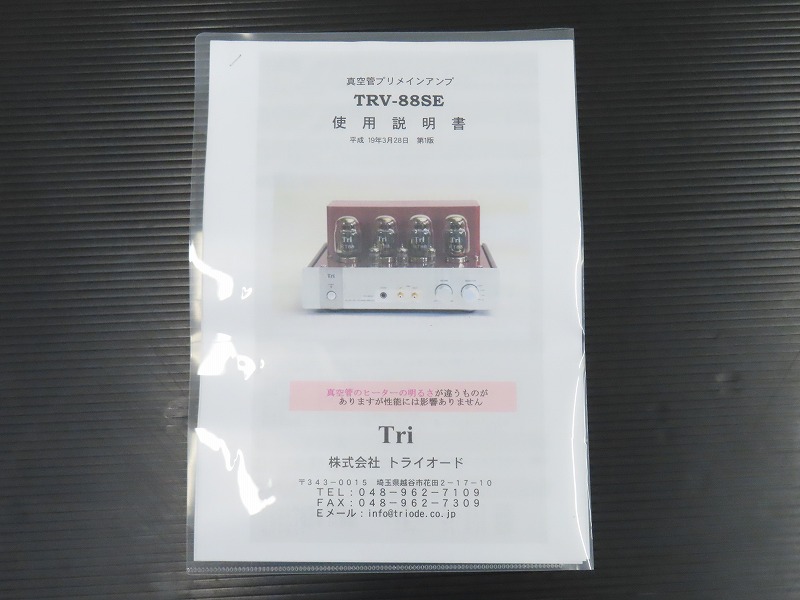 真空管プリメインアンプ
TRV-88SE
使用説明書
平成 19年3月28日 第1版
Tri
Tri
Tri
真空管のヒーターの明るさが違うものが
ありますが性能には影響ありません
Tri
株式会社 トライオード
〒343-0015 埼玉県越谷市花田2-17-10
TEL:048-962-7109
FAX:048-962-7309
Eメール:info@triode.co.jp